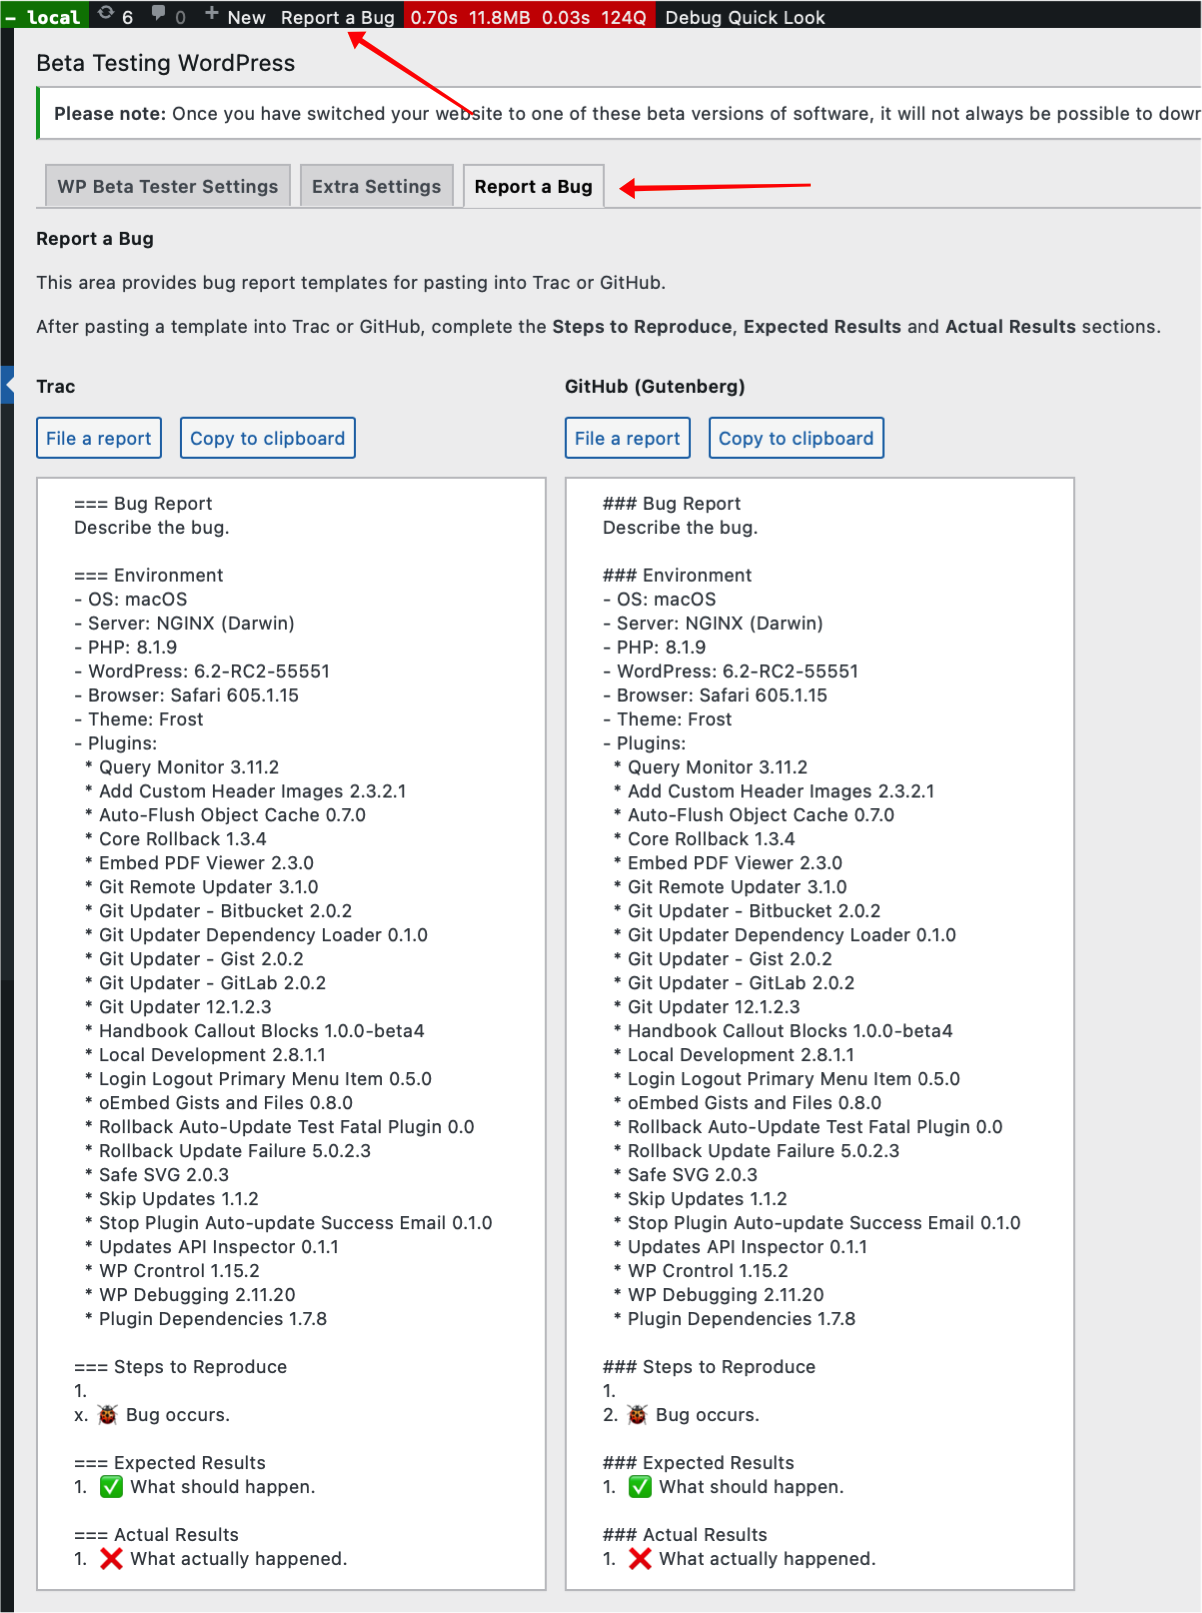 – local 6 0 + New Report a Bug 0.70s 11.8MB 0.03s 124Q Debug Quick Look
Beta Testing WordPress
Please note: Once you have switched your website to one of these beta versions of software, it will not always be possible to
WP Beta Tester Settings Extra Settings Report a Bug
Report a Bug
This area provides bug report templates for pasting into Trac or GitHub.
After pasting a template into Trac or GitHub, complete the Steps to Reproduce, Expected Results and Actual Results sections.
Trac
File a report Copy to clipboard
=== Bug Report
Describe the bug.
=== Environment
- OS: macOS
- Server: NGINX (Darwin)
- PHP: 8.1.9
- WordPress: 6.2-RC2-55551
- Browser: Safari 605.1.15
- Theme: Frost
- Plugins:
* Query Monitor 3.11.2
* Add Custom Header Images 2.3.2.1
* Auto-Flush Object Cache 0.7.0
* Core Rollback 1.3.4
* Embed PDF Viewer 2.3.0
* Git Remote Updater 3.1.0
* Git Updater - Bitbucket 2.0.2
* Git Updater Dependency Loader 0.1.0
* Git Updater - Gist 2.0.2
* Git Updater - GitLab 2.0.2
* Git Updater 12.1.2.3
* Handbook Callout Blocks 1.0.0-beta4
* Local Development 2.8.1.1
* Login Logout Primary Menu Item 0.5.0
* oEmbed Gists and Files 0.8.0
* Rollback Auto-Update Test Fatal Plugin 0.0
* Rollback Update Failure 5.0.2.3
* Safe SVG 2.0.3
* Skip Updates 1.1.2
* Stop Plugin Auto-update Success Email 0.1.0
* Updates API Inspector 0.1.1
* WP Crontrol 1.15.2
* WP Debugging 2.11.20
* Plugin Dependencies 1.7.8
=== Steps to Reproduce
1.
x. 🐞 Bug occurs.
=== Expected Results
1. ✅ What should happen.
=== Actual Results
1. ❌ What actually happened.
GitHub (Gutenberg)
File a report Copy to clipboard
### Bug Report
Describe the bug.
### Environment
- OS: macOS
- Server: NGINX (Darwin)
- PHP: 8.1.9
- WordPress: 6.2-RC2-55551
- Browser: Safari 605.1.15
- Theme: Frost
- Plugins:
* Query Monitor 3.11.2
* Add Custom Header Images 2.3.2.1
* Auto-Flush Object Cache 0.7.0
* Core Rollback 1.3.4
* Embed PDF Viewer 2.3.0
* Git Remote Updater 3.1.0
* Git Updater - Bitbucket 2.0.2
* Git Updater Dependency Loader 0.1.0
* Git Updater - Gist 2.0.2
* Git Updater - GitLab 2.0.2
* Git Updater 12.1.2.3
* Handbook Callout Blocks 1.0.0-beta4
* Local Development 2.8.1.1
* Login Logout Primary Menu Item 0.5.0
* oEmbed Gists and Files 0.8.0
* Rollback Auto-Update Test Fatal Plugin 0.0
* Rollback Update Failure 5.0.2.3
* Safe SVG 2.0.3
* Skip Updates 1.1.2
* Stop Plugin Auto-update Success Email 0.1.0
* Updates API Inspector 0.1.1
* WP Crontrol 1.15.2
* WP Debugging 2.11.20
* Plugin Dependencies 1.7.8
### Steps to Reproduce
1.
2. 🐞 Bug occurs.
### Expected Results
1. ✅ What should happen.
### Actual Results
1. ❌ What actually happened.